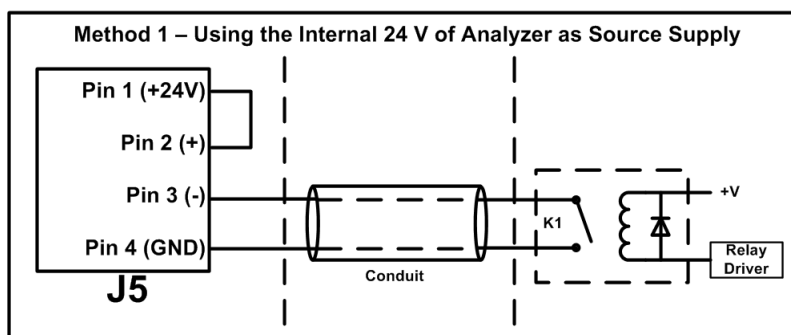 Method 1 – Using the Internal 24 V of Analyzer as Source Supply
Pin 1 (+24V)
Pin 2 (+)
Pin 3 (-)
Pin 4 (GND)
J5
Conduit
K1
+V
Relay
Driver